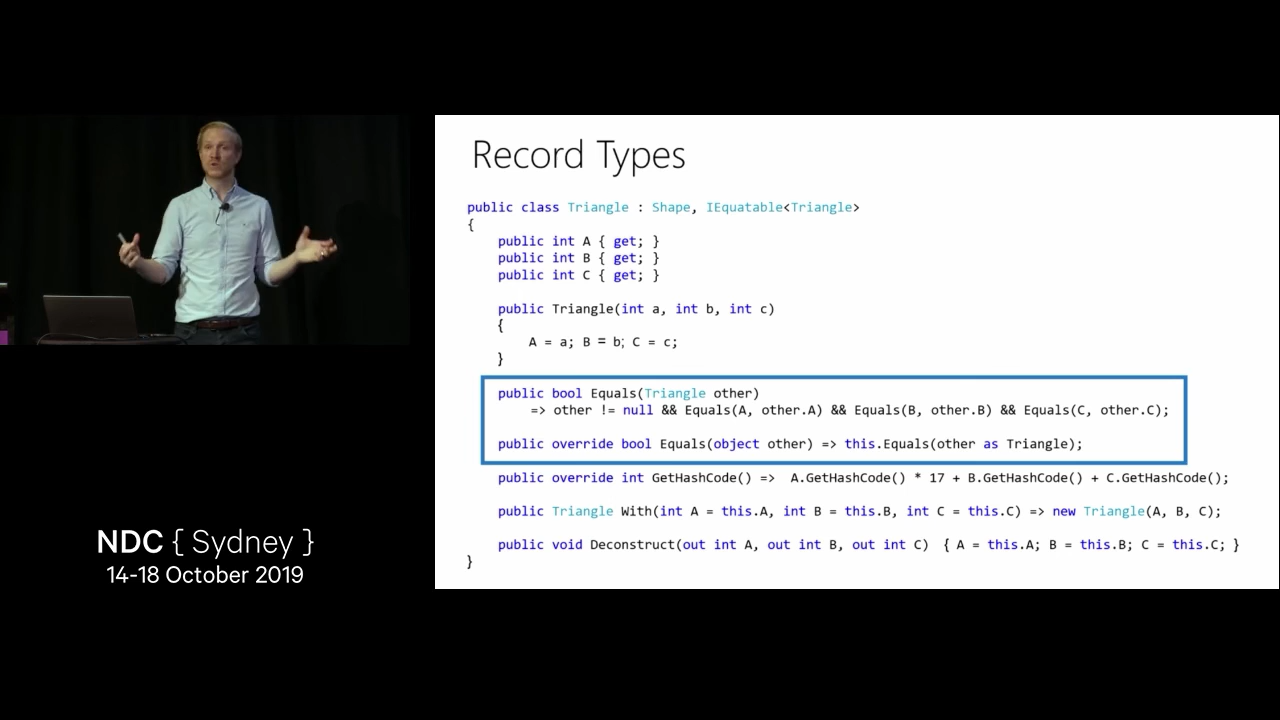 Record Types
public class Triangle : Shape, IEquatable<Triangle>
{
public int A { get; }
public int B { get; }
public int C { get; }
public Triangle(int a, int b, int c)
{
A = a; B = b; C = c;
}
public bool Equals(Triangle other)
=> other != null && Equals(A, other.A) && Equals(B, other.B) && Equals(C, other.C);
public override bool Equals(object other) => this.Equals(other as Triangle);
public override int GetHashCode() => A.GetHashCode() * 17 + B.GetHashCode() + C.GetHashCode();
public Triangle With(int A = this.A, int B = this.B, int C = this.C) => new Triangle(A, B, C);
public void Deconstruct(out int A, out int B, out int C) { A = this.A; B = this.B; C = this.C; }
}
NDC { Sydney }
14-18 October 2019